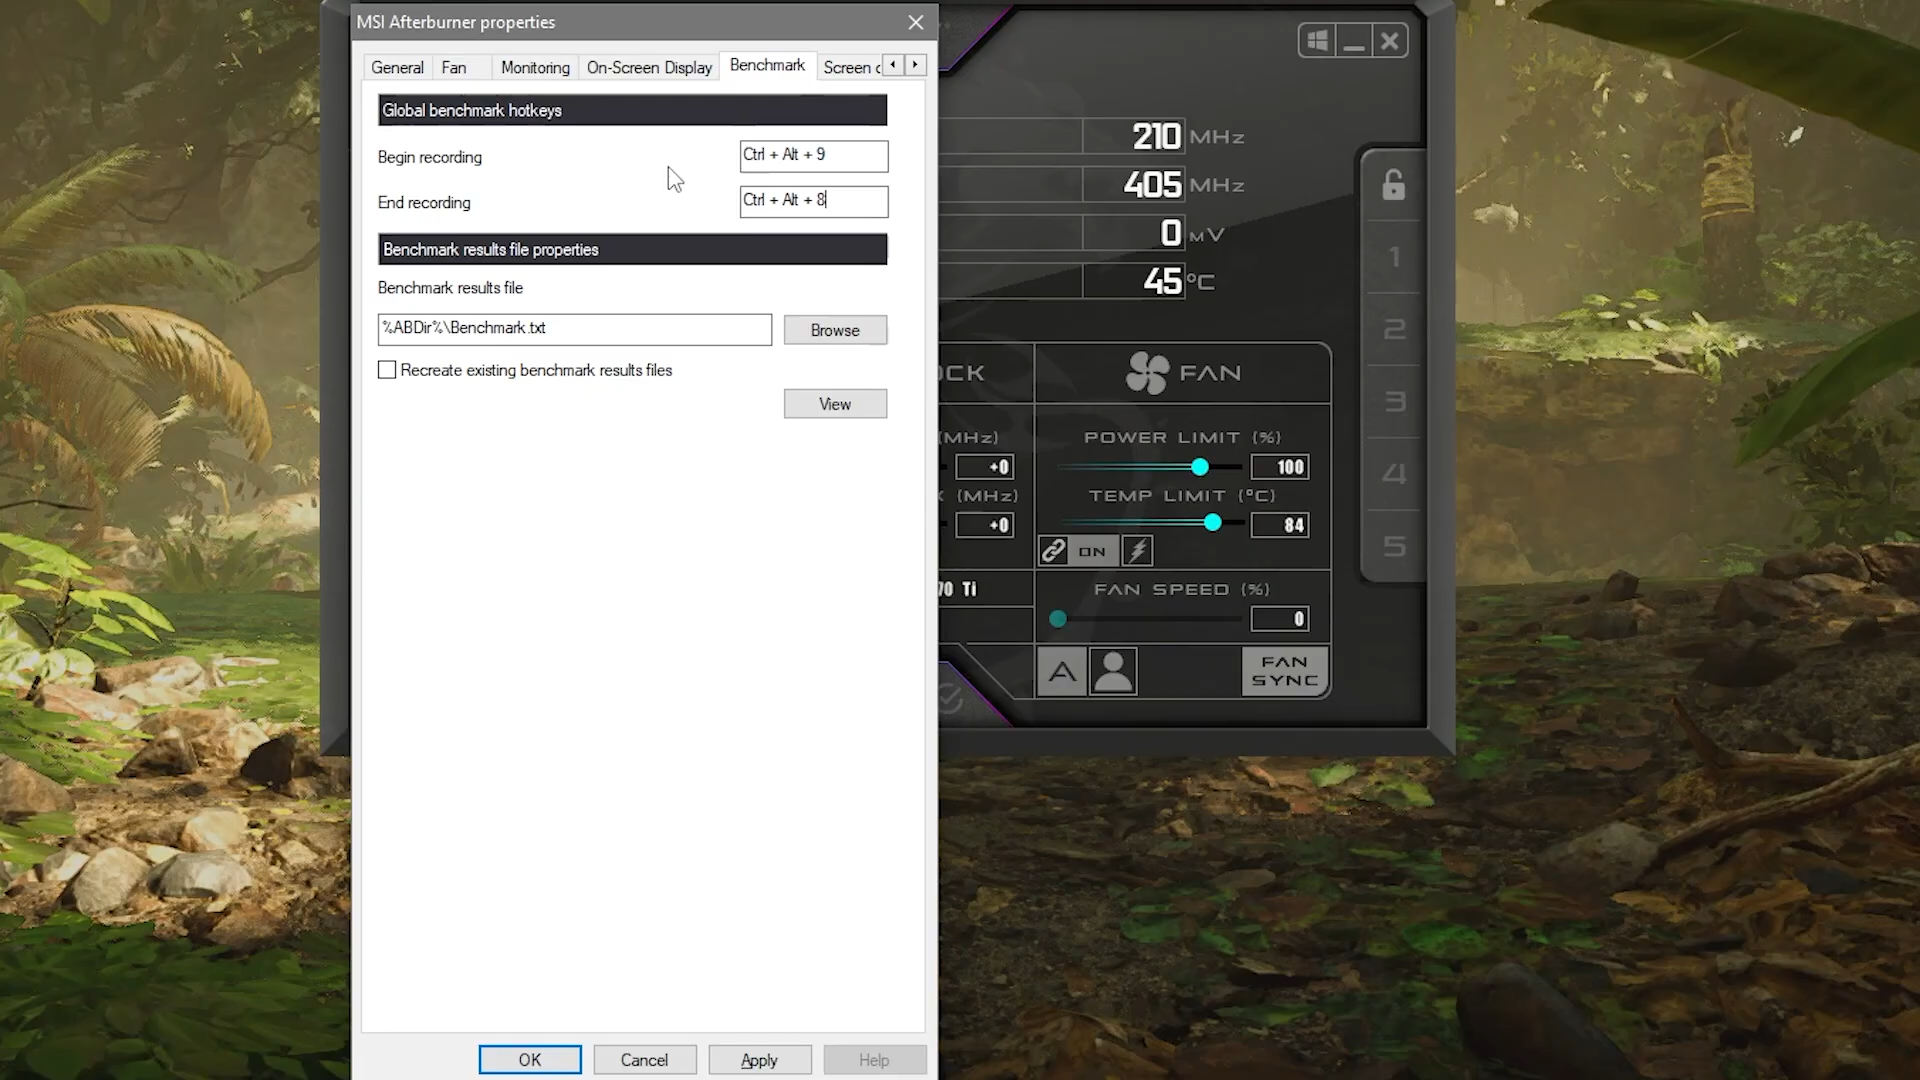 MSI Afterburner properties
General Fan Monitoring On-Screen Display Benchmark Screen c
Global benchmark hotkeys
Begin recording Ctrl + Alt + 9
End recording Ctrl + Alt + 8
Benchmark results file properties
Benchmark results file
%ABDir%\Benchmark.txt Browse
Recreate existing benchmark results files
View
OK Cancel Apply Help
210 MHz
405 MHz
0 mV
45 °C
OCK FAN
(MHz) POWER LIMIT (%)
+0 100
K (MHz) TEMP LIMIT (°C)
+0 84
ON
70 Ti FAN SPEED (%)
0
A FAN
SYNC
1
2
3
4
5